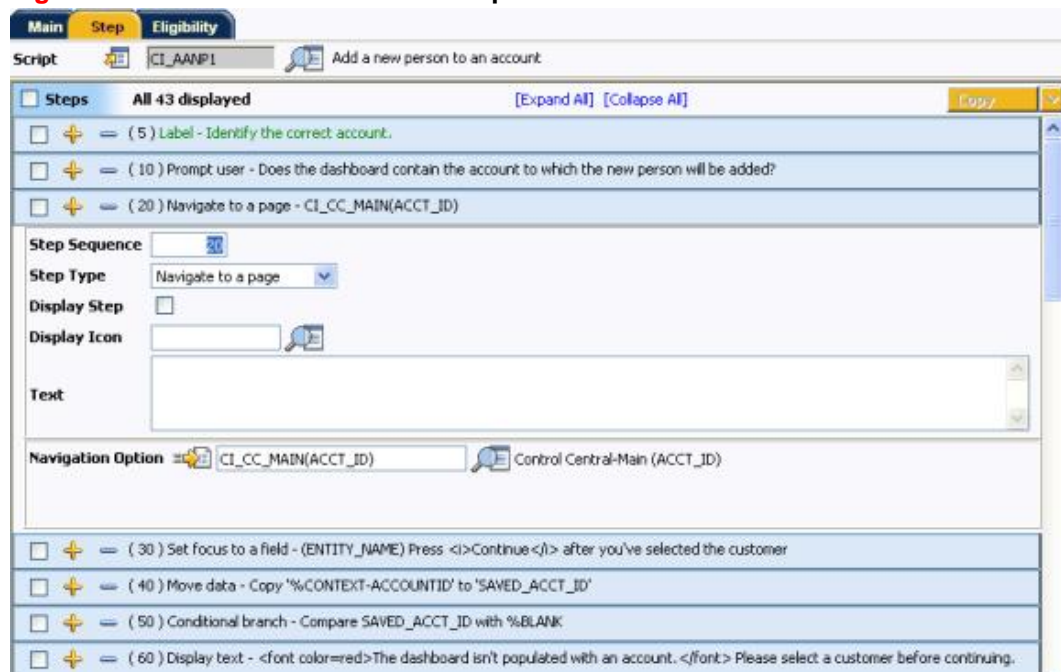 Main Step Eligibility
Script CI_AANP1 Add a new person to an account
Steps All 43 displayed [Expand All] [Collapse All] Copy
( 5 ) Label - Identify the correct account.
( 10 ) Prompt user - Does the dashboard contain the account to which the new person will be added?
( 20 ) Navigate to a page - CI_CC_MAIN(ACCT_ID)
Step Sequence 20
Step Type Navigate to a page
Display Step
Display Icon
Text
Navigation Option CI_CC_MAIN(ACCT_ID) Control Central-Main (ACCT_ID)
( 30 ) Set focus to a field - (ENTITY_NAME) Press <i>Continue</i> after you've selected the customer
( 40 ) Move data - Copy '%CONTEXT-ACCOUNTID' to 'SAVED_ACCT_ID'
( 50 ) Conditional branch - Compare SAVED_ACCT_ID with %BLANK
( 60 ) Display text - <font color=red>The dashboard isn't populated with an account.</font> Please select a customer before continuing.